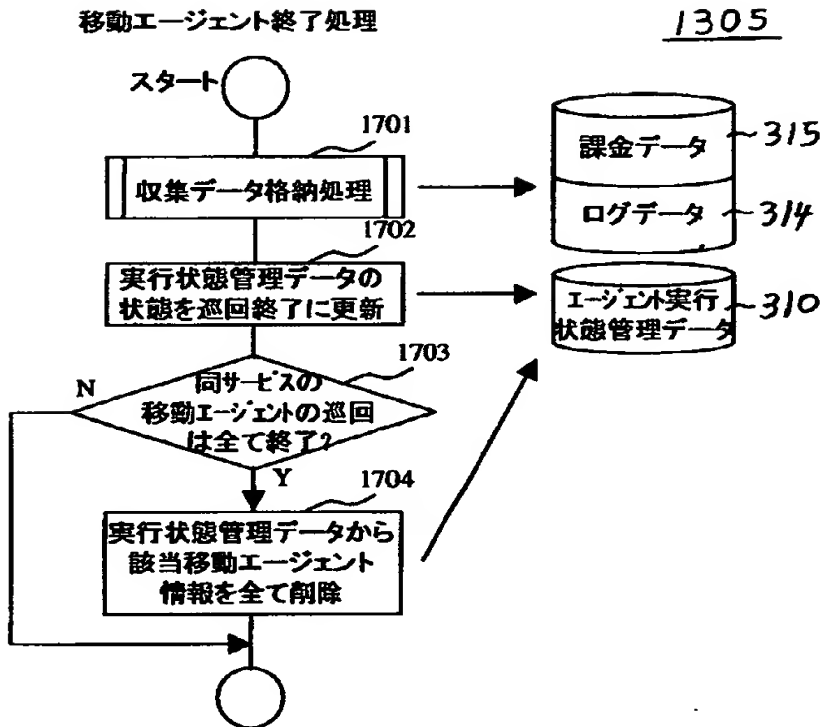 移動エージェント終了処理
1305
スタート
1701
収集データ格納処理
課金データ
315
ログデータ
314
1702
実行状態管理データの
状態を巡回終了に更新
エージェント実行
状態管理データ
310
1703
N
同サービスの
移動エージェントの巡回
は全て終了?
Y
1704
実行状態管理データから
該当移動エージェント
情報を全て削除